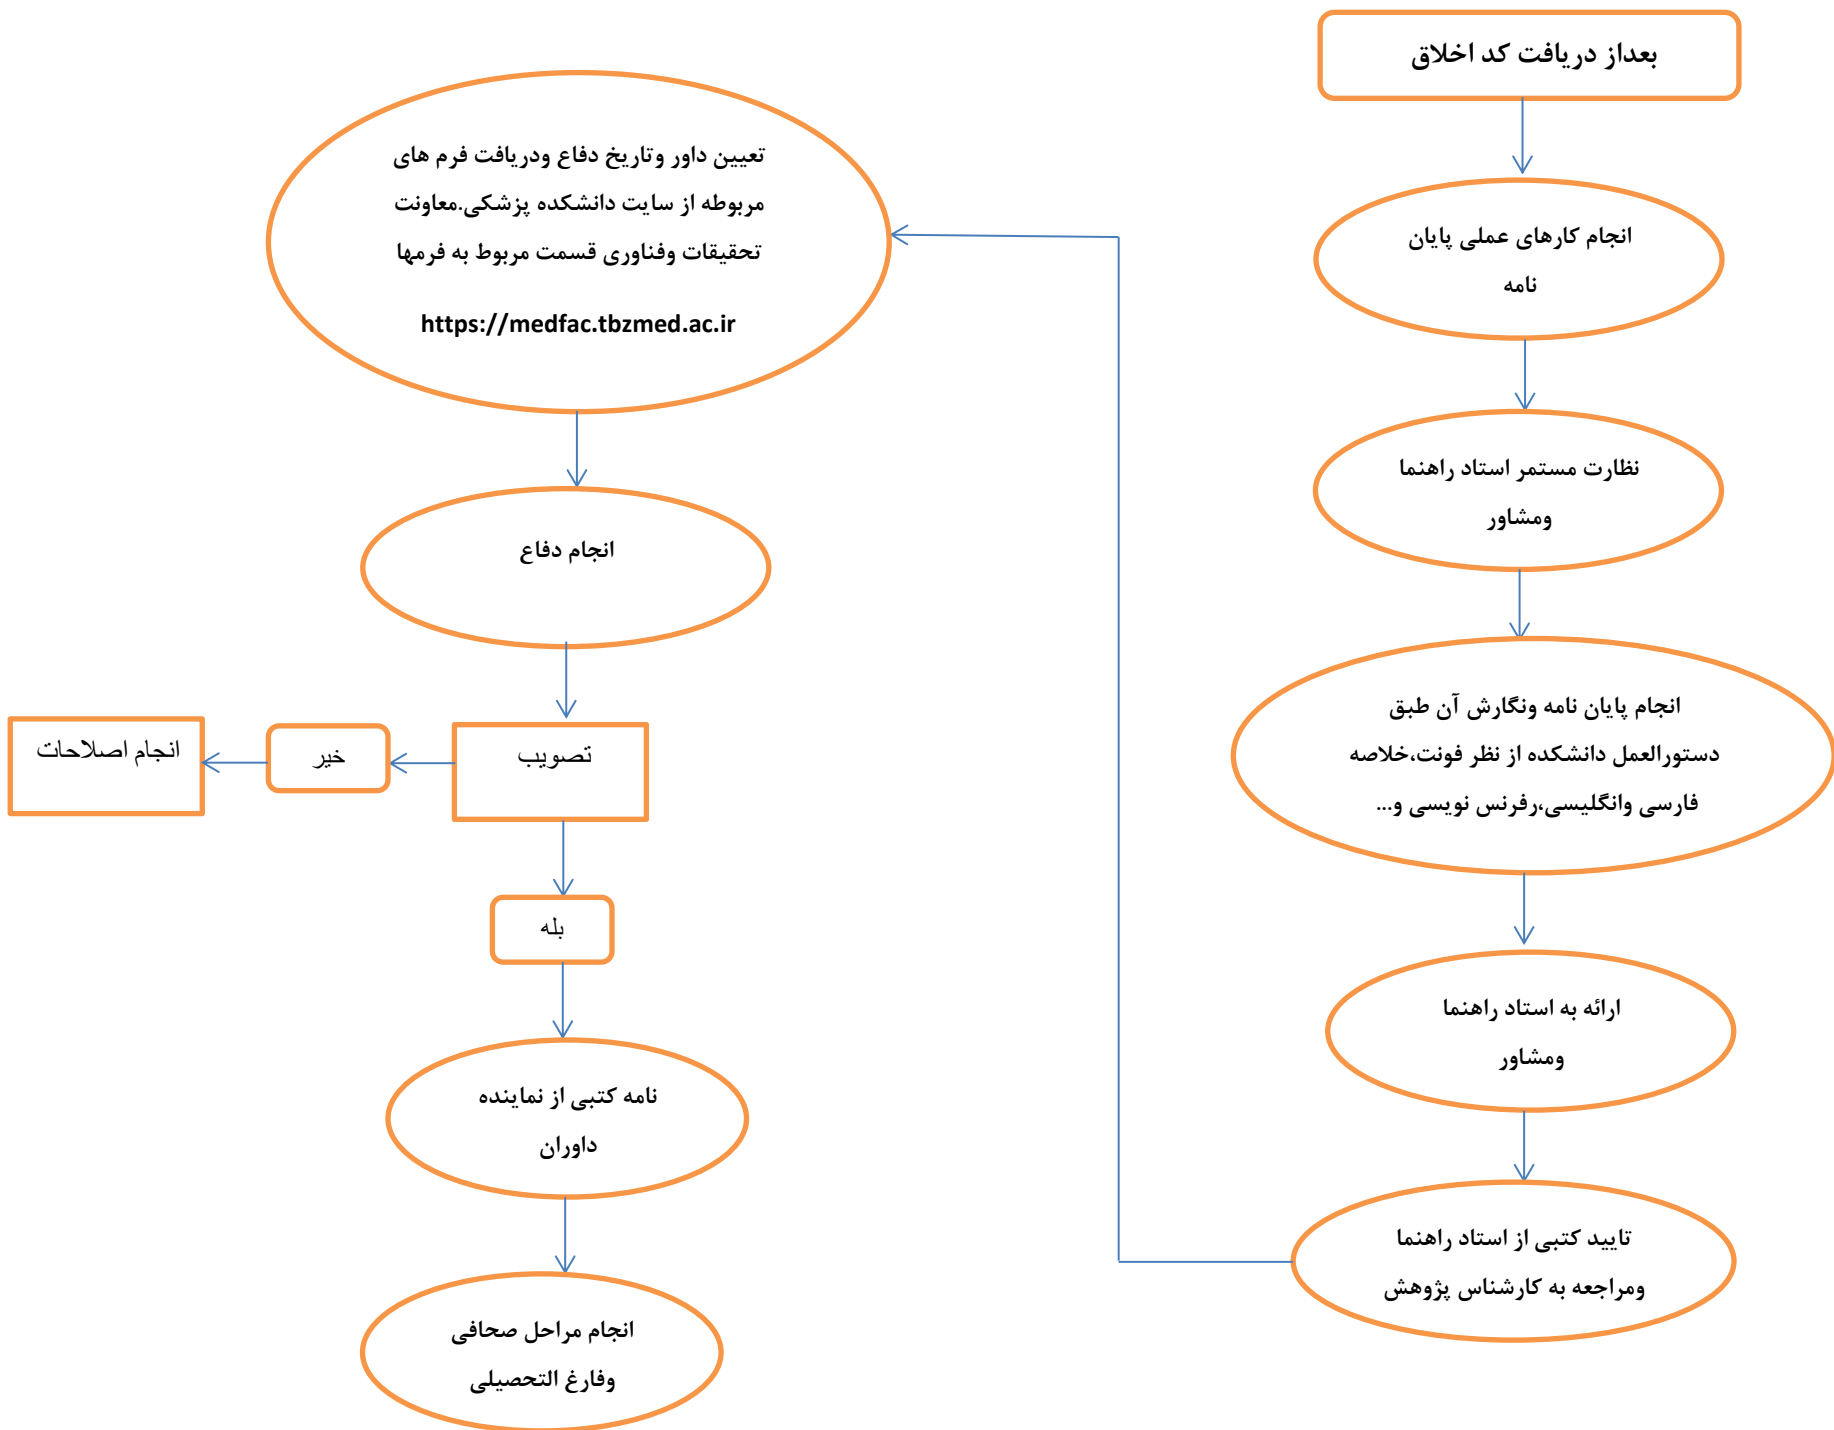 بعداز دریافت کد اخلاق
انجام کارهای عملی پایان
نامه
نظارت مستمر استاد راهنما
ومشاور
انجام پایان نامه ونگارش آن طبق
دستورالعمل دانشکده از نظر فونت،خلاصه
فارسی وانگلیسی،رفرنس نویسی و...
ارائه به استاد راهنما
ومشاور
تایید کتبی از استاد راهنما
ومراجعه به کارشناس پژوهش
تعیین داور وتاریخ دفاع ودریافت فرم های
مربوطه از سایت دانشکده پزشکی.معاونت
تحقیقات وفناوری قسمت مربوط به فرمها
https://medfac.tbzmed.ac.ir
انجام دفاع
تصویب
خیر
انجام اصلاحات
بله
نامه کتبی از نماینده
داوران
انجام مراحل صحافی
وفارغ التحصیلی